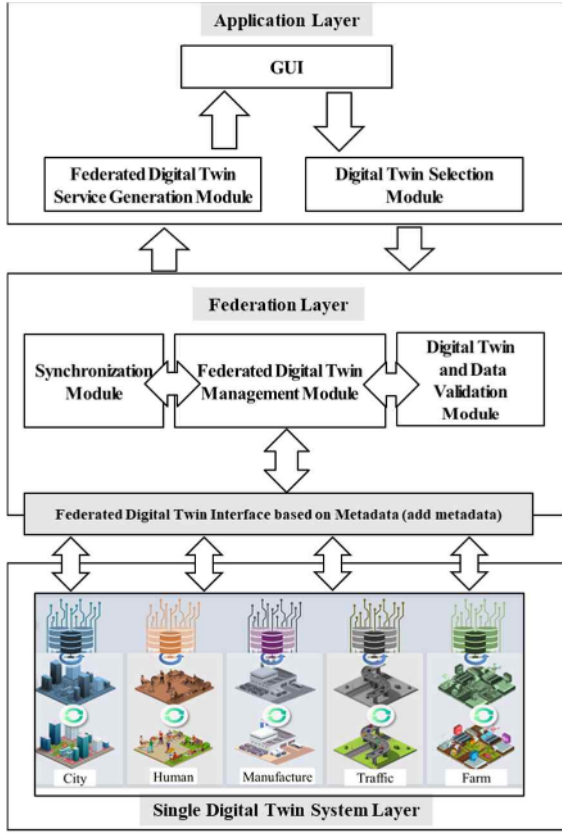 Application Layer
GUI
Federated Digital Twin
Service Generation Module
Digital Twin Selection
Module
Federation Layer
Synchronization
Module
Federated Digital Twin
Management Module
Digital Twin
and Data
Validation
Module
Federated Digital Twin Interface based on Metadata (add metadata)
City
Human
Manufacture
Traffic
Farm
Single Digital Twin System Layer